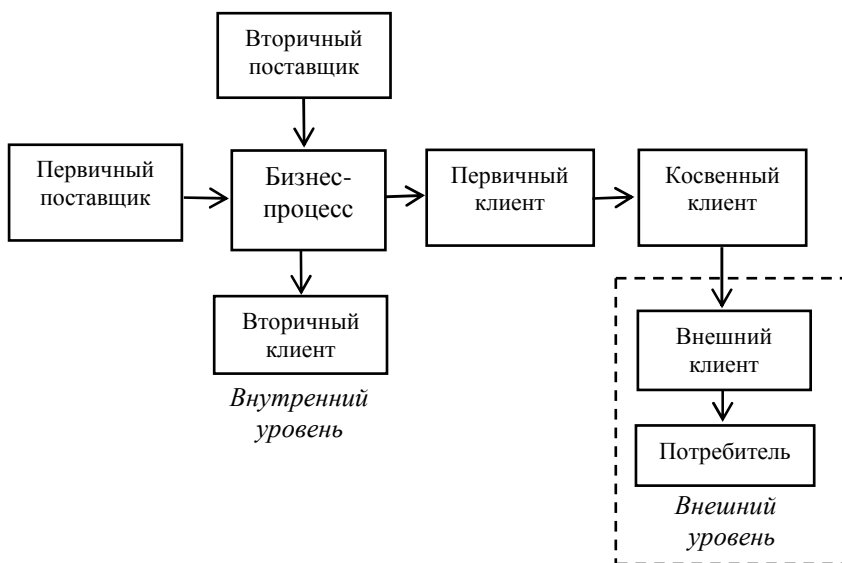 Вторичный
поставщик
Первичный
поставщик
Бизнес-
процесс
Первичный
клиент
Косвенный
клиент
Вторичный
клиент
Внутренний
уровень
Внешний
клиент
Потребитель
Внешний
уровень